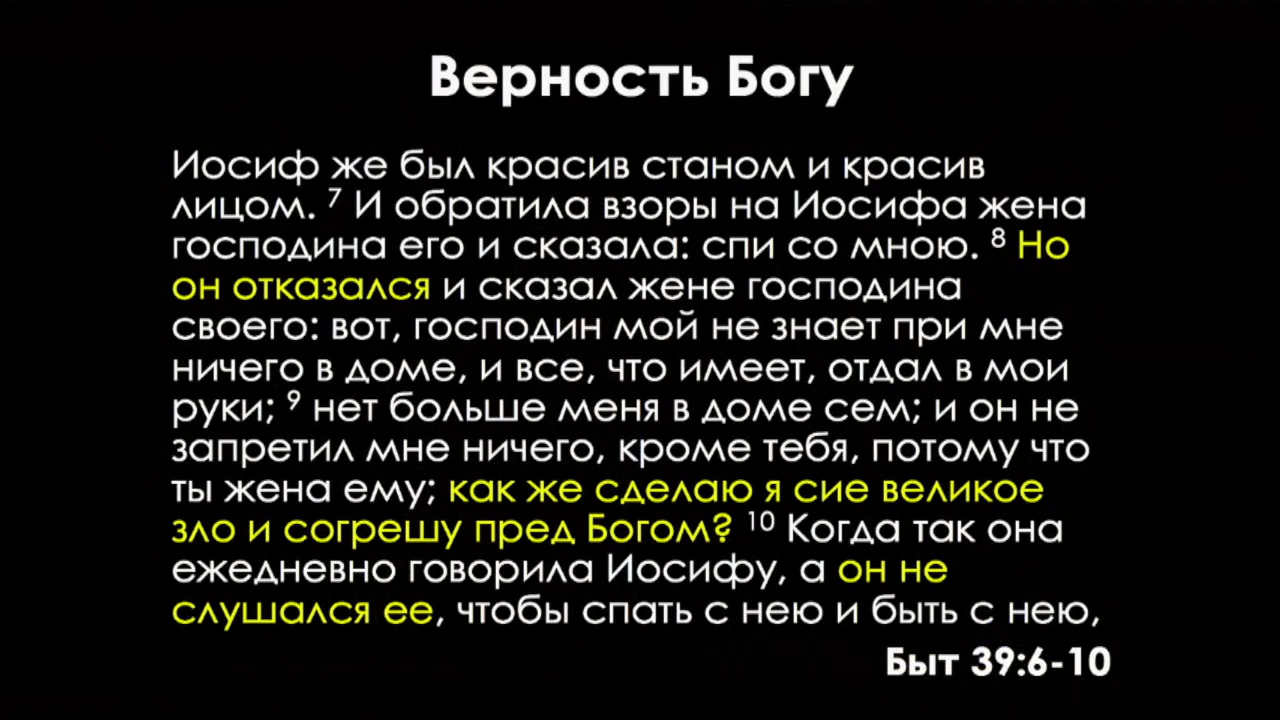 Верность Богу
Иосиф же был красив станом и красив
лицом. 7 И обратила взоры на Иосифа жена
господина его и сказала: спи со мною. 8 Но
он отказался и сказал жене господина
своего: вот, господин мой не знает при мне
ничего в доме, и все, что имеет, отдал в мои
руки; 9 нет больше меня в доме сем; и он не
запретил мне ничего, кроме тебя, потому что
ты жена ему; как же сделаю я сие великое
зло и согрешу пред Богом? 10 Когда так она
ежедневно говорила Иосифу, а он не
слушался ее, чтобы спать с нею и быть с нею,
Быт 39:6-10